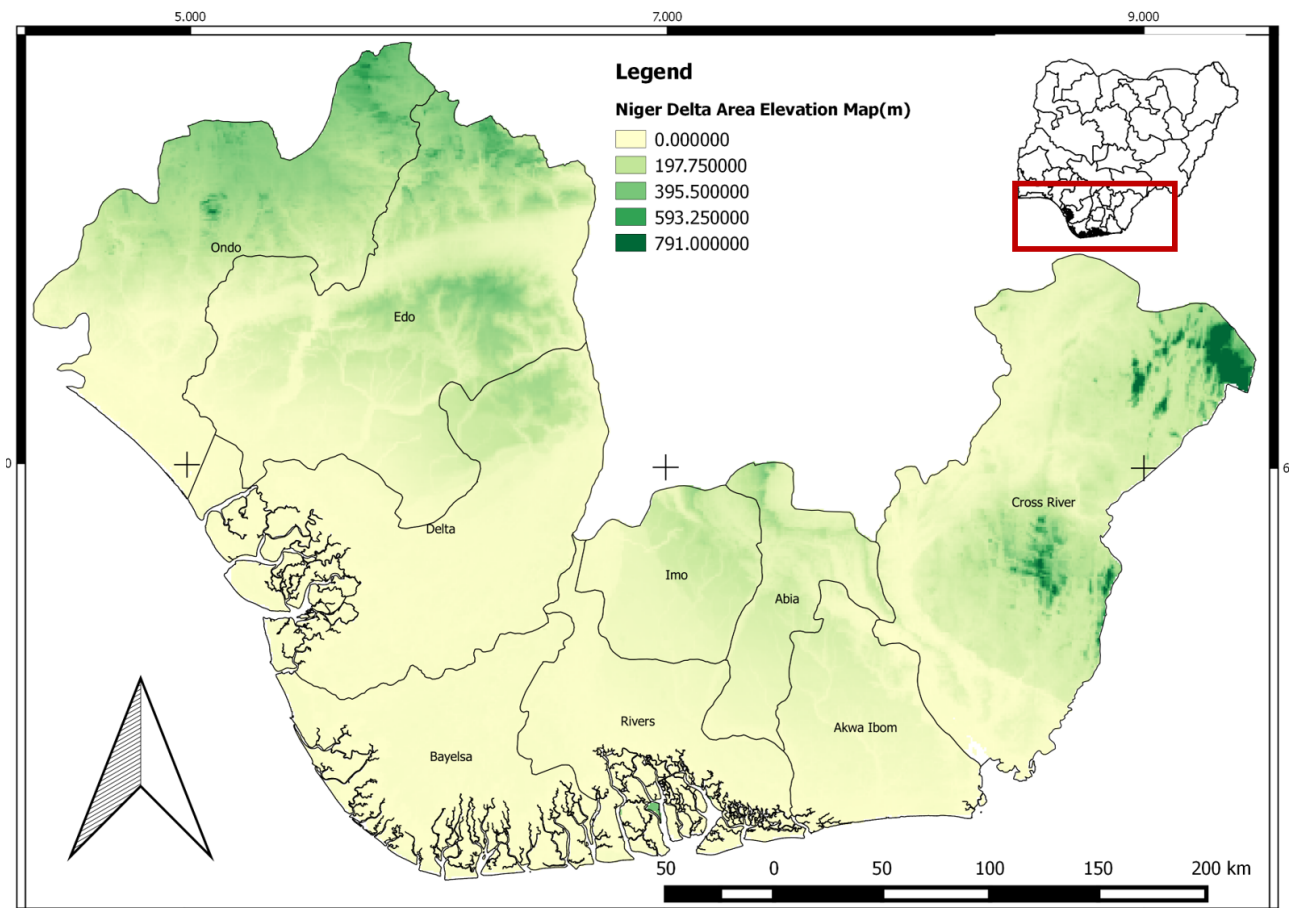 5.000 7.000 9.000
Legend
Niger Delta Area Elevation Map(m)
0.000000
197.750000
395.500000
593.250000
791.000000
Ondo
Edo
0
6
Cross River
Delta
Imo
Abia
Rivers
Akwa Ibom
Bayelsa
50 0 50 100 150 200 km